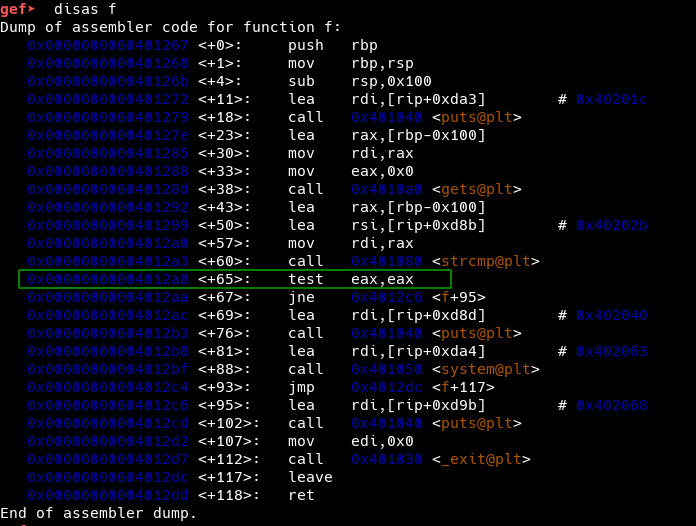 gef➤  disas f
Dump of assembler code for function f:
   0x0000000000401267 <+0>:     push   rbp
   0x0000000000401268 <+1>:     mov    rbp,rsp
   0x000000000040126b <+4>:     sub    rsp,0x100
   0x0000000000401272 <+11>:    lea    rdi,[rip+0xda3]        # 0x40201c
   0x0000000000401279 <+18>:    call   0x401040 <puts@plt>
   0x000000000040127e <+23>:    lea    rax,[rbp-0x100]
   0x0000000000401285 <+30>:    mov    rdi,rax
   0x0000000000401288 <+33>:    mov    eax,0x0
   0x000000000040128d <+38>:    call   0x4010a0 <gets@plt>
   0x0000000000401292 <+43>:    lea    rax,[rbp-0x100]
   0x0000000000401299 <+50>:    lea    rsi,[rip+0xd8b]        # 0x40202b
   0x00000000004012a0 <+57>:    mov    rdi,rax
   0x00000000004012a3 <+60>:    call   0x401080 <strcmp@plt>
   0x00000000004012a8 <+65>:    test   eax,eax
   0x00000000004012aa <+67>:    jne    0x4012c6 <f+95>
   0x00000000004012ac <+69>:    lea    rdi,[rip+0xd8d]        # 0x402040
   0x00000000004012b3 <+76>:    call   0x401040 <puts@plt>
   0x00000000004012b8 <+81>:    lea    rdi,[rip+0xda4]        # 0x402063
   0x00000000004012bf <+88>:    call   0x401050 <system@plt>
   0x00000000004012c4 <+93>:    jmp    0x4012dc <f+117>
   0x00000000004012c6 <+95>:    lea    rdi,[rip+0xd9b]        # 0x402068
   0x00000000004012cd <+102>:   call   0x401040 <puts@plt>
   0x00000000004012d2 <+107>:   mov    edi,0x0
   0x00000000004012d7 <+112>:   call   0x401030 <_exit@plt>
   0x00000000004012dc <+117>:   leave
   0x00000000004012dd <+118>:   ret
End of assembler dump.